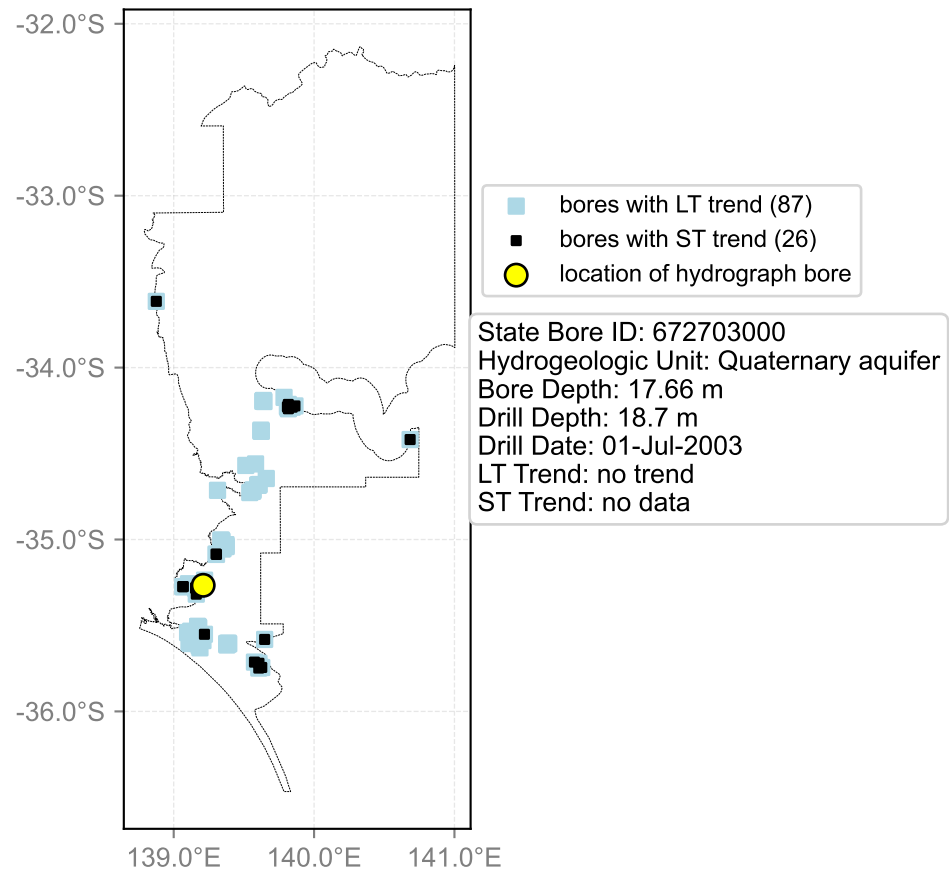 -32.0°S
-33.0°S
-34.0°S
-35.0°S
-36.0°S
139.0°E
140.0°E
141.0°E
bores with LT trend (87)
bores with ST trend (26)
location of hydrograph bore
State Bore ID: 672703000
Hydrogeologic Unit: Quaternary aquifer
Bore Depth: 17.66 m
Drill Depth: 18.7 m
Drill Date: 01-Jul-2003
LT Trend: no trend
ST Trend: no data